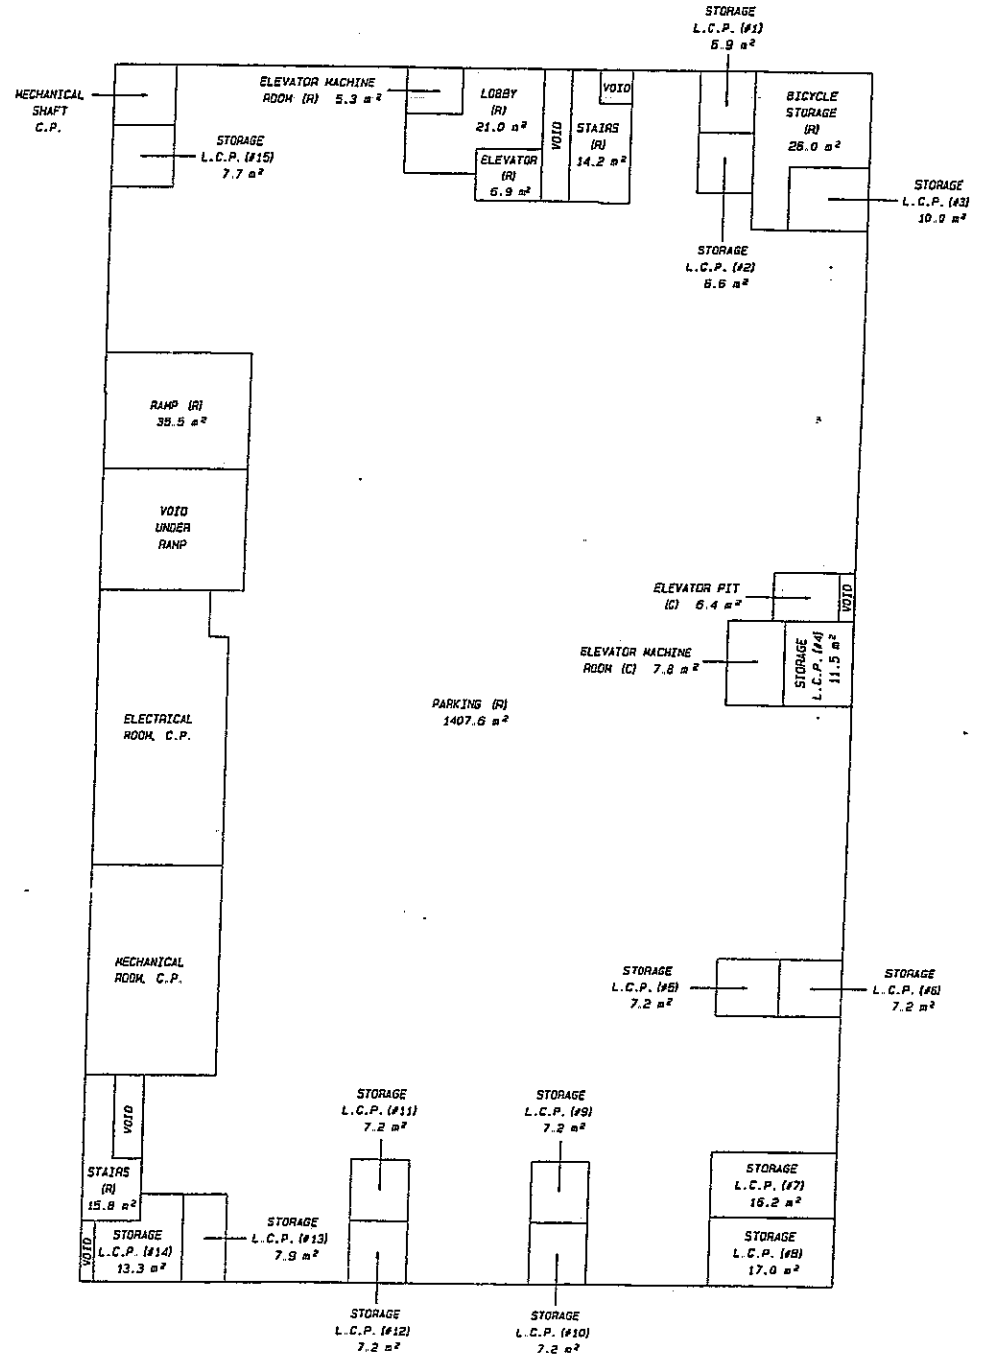 STORAGE
L.C.P. (#1)
6.9 m²
MECHANICAL
SHAFT
C.P.
ELEVATOR MACHINE
ROOM (R) 5.3 m²
LOBBY
(R)
21.0 m²
VOID
VOID
STAIRS
(R)
14.2 m²
BICYCLE
STORAGE
(R)
26.0 m²
STORAGE
L.C.P. (#15)
7.7 m²
ELEVATOR
(R)
6.9 m²
STORAGE
L.C.P. (#3)
10.9 m²
STORAGE
L.C.P. (#2)
6.6 m²
RAMP (R)
35.5 m²
VOID
UNDER
RAMP
ELEVATOR PIT
(C) 6.4 m²
VOID
ELEVATOR MACHINE
ROOM (C) 7.8 m²
STORAGE
L.C.P. (#4)
11.5 m²
PARKING (R)
1407.6 m²
ELECTRICAL
ROOM, C.P.
MECHANICAL
ROOM, C.P.
STORAGE
L.C.P. (#5)
7.2 m²
STORAGE
L.C.P. (#6)
7.2 m²
VOID
STORAGE
L.C.P. (#11)
7.2 m²
STORAGE
L.C.P. (#9)
7.2 m²
STAIRS
(R)
15.8 m²
STORAGE
L.C.P. (#7)
16.2 m²
VOID
STORAGE
L.C.P. (#14)
13.3 m²
STORAGE
L.C.P. (#13)
7.9 m²
STORAGE
L.C.P. (#8)
17.0 m²
STORAGE
L.C.P. (#12)
7.2 m²
STORAGE
L.C.P. (#10)
7.2 m²